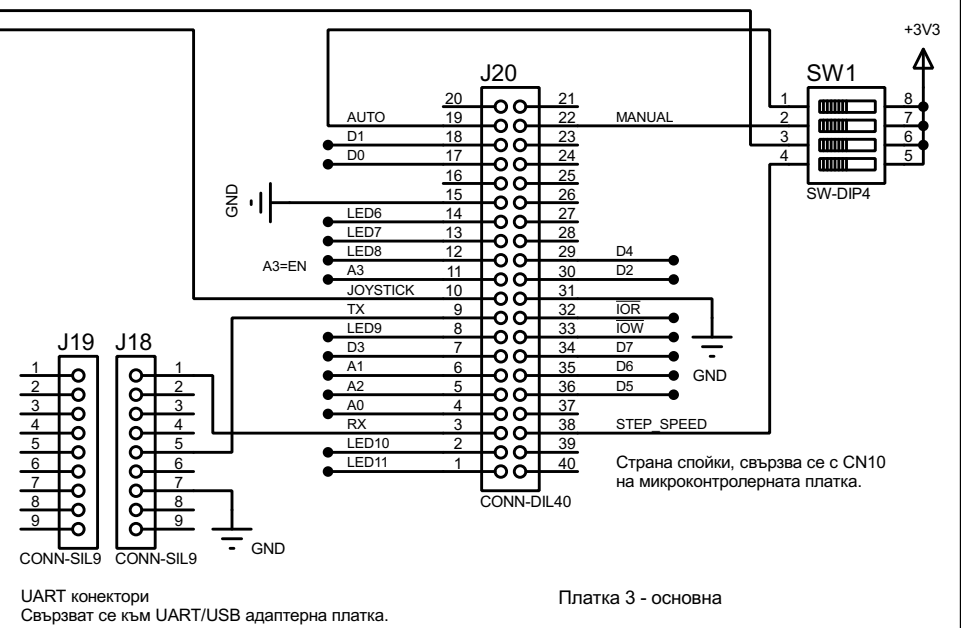 +3V3
J20
SW1
20 21
1 8
AUTO 19 22 MANUAL
2 7
D1 18 23
3 6
D0 17 24
4 5
16 25
GND
15 26
SW-DIP4
LED6 14 27
LED7 13 28
LED8 12 29 D4
A3=EN
A3 11 30 D2
JOYSTICK 10 31
TX 9 32 IOR
LED9 8 33 IOW
J19 J18
D3 7 34 D7
1 1
A1 6 35 D6
GND
2 2
A2 5 36 D5
3 3
A0 4 37
4 4
RX 3 38 STEP_SPEED
5 5
LED10 2 39
6 6
LED11 1 40
7 7
8 8
9 9
Страна спойки, свързва се с CN10
на микроконтролерната платка.
CONN-DIL40
GND
CONN-SIL9 CONN-SIL9
UART конектори
Свързват се към UART/USB адаптерна платка.
Платка 3 - основна